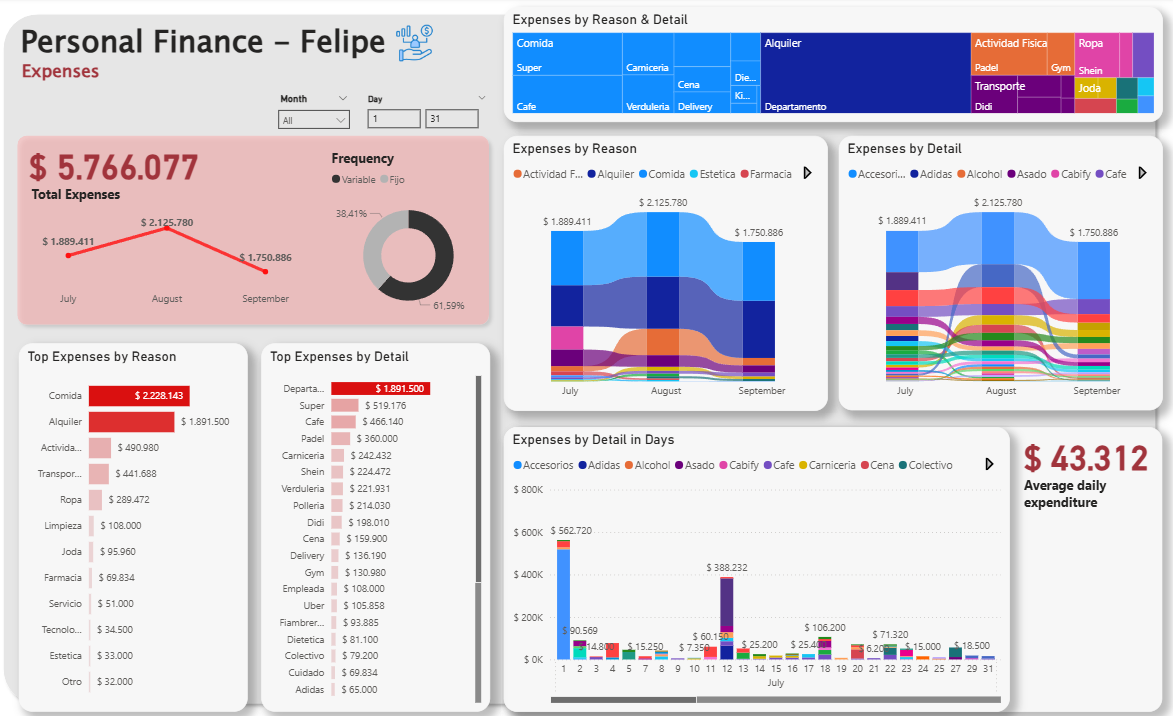 Personal Finance – Felipe
Expenses
Month
Day
All
1
31
$ 5.766.077
Total Expenses
$ 1.889.411
$ 2.125.780
$ 1.750.886
July
August
September
Frequency
Variable
Fijo
38,41%
61,59%
Expenses by Reason & Detail
Comida
Super
Cafe
Carniceria
Verduleria
Cena
Delivery
Die...
Ki...
Alquiler
Departamento
Actividad Fisica
Padel
Gym
Transporte
Didi
Ropa
Shein
Joda
Expenses by Reason
Actividad F...
Alquiler
Comida
Estetica
Farmacia
$ 1.889.411
$ 2.125.780
$ 1.750.886
July
August
September
Expenses by Detail
Accesori...
Adidas
Alcohol
Asado
Cabify
Cafe
$ 1.889.411
$ 2.125.780
$ 1.750.886
July
August
September
Top Expenses by Reason
Comida $ 2.228.143
Alquiler $ 1.891.500
Activida... $ 490.980
Transpor... $ 441.688
Ropa $ 289.472
Limpieza $ 108.000
Joda $ 95.960
Farmacia $ 69.834
Servicio $ 51.000
Tecnolo... $ 34.500
Estetica $ 33.000
Otro $ 32.000
Top Expenses by Detail
Departa... $ 1.891.500
Super $ 519.176
Cafe $ 466.140
Padel $ 360.000
Carniceria $ 242.432
Shein $ 224.472
Verduleria $ 221.931
Polleria $ 214.030
Didi $ 198.010
Cena $ 159.900
Delivery $ 136.190
Gym $ 130.980
Empleada $ 108.000
Uber $ 105.858
Fiambrer... $ 93.885
Dietetica $ 81.100
Colectivo $ 79.200
Cuidado $ 69.834
Adidas $ 65.000
Expenses by Detail in Days
Accesorios
Adidas
Alcohol
Asado
Cabify
Cafe
Carniceria
Cena
Colectivo
$ 800K
$ 600K
$ 400K
$ 200K
$ 0K
$ 562.720
$ 90.569
$ 14.800
$ 15.250
$ 7.350
$ 60.150
$ 388.232
$ 25.200
$ 106.200
$ 71.320
$ 15.000
$ 18.500
1 2 3 4 5 6 7 8 9 10 11 12 13 14 15 16 17 18 19 20 21 22 23 24 25 27 29 31
July
$ 43.312
Average daily
expenditure